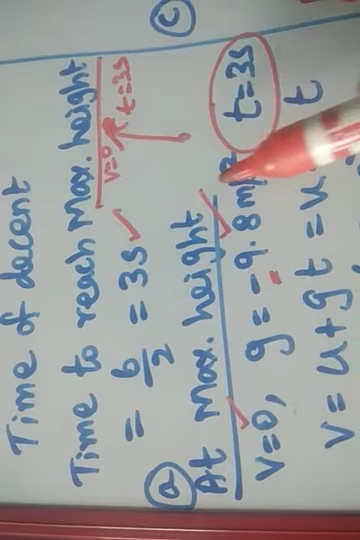 Time of decent
Time to reach Max. height
= 6/2 = 3s ✓
v=0
t=3s
(a) At Max. height
v=0, g=-9.8m/ t=3s
v= u+gt = u t
(c)